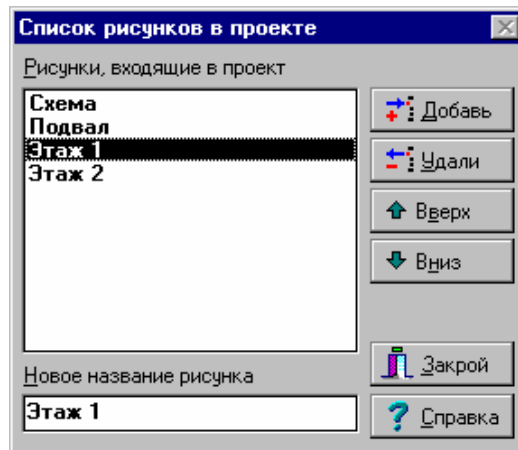 Список рисунков в проекте
Рисунки, входящие в проект
Схема
Подвал
Этаж 1
Этаж 2
Добавь
Удали
Вверх
Вниз
Новое название рисунка
Этаж 1
Закрой
Справка